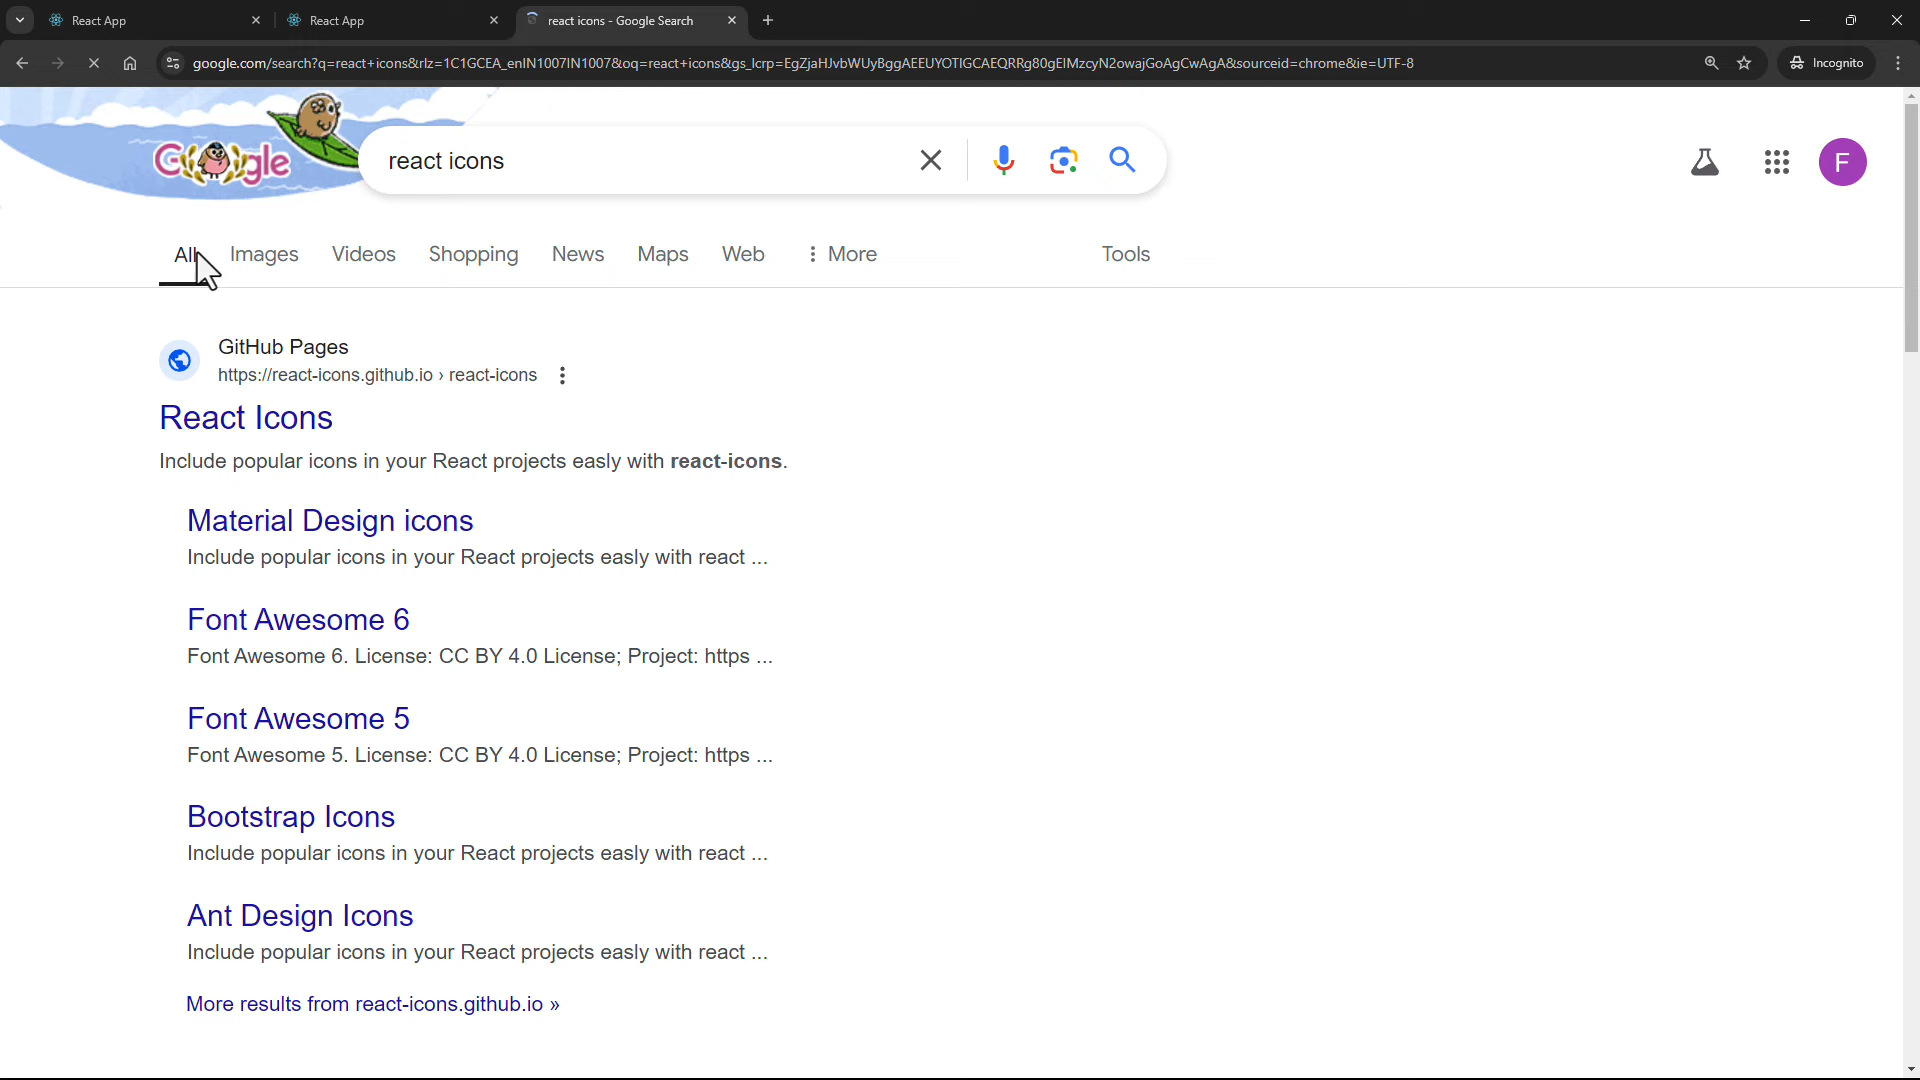 React App
React App
react icons - Google Search
google.com/search?q=react+icons&rlz=1C1GCEA_enIN1007IN1007&oq=react+icons&gs_lcrp=EgZjaHJvbWUyBggAEEUYOTIGCAEQRRg80gEIMzcyN2owajGoAgCwAgA&sourceid=chrome&ie=UTF-8
Incognito
Google
react icons
F
All Images Videos Shopping News Maps Web More Tools
GitHub Pages
https://react-icons.github.io › react-icons
React Icons
Include popular icons in your React projects easly with react-icons.
Material Design icons
Include popular icons in your React projects easly with react ...
Font Awesome 6
Font Awesome 6. License: CC BY 4.0 License; Project: https ...
Font Awesome 5
Font Awesome 5. License: CC BY 4.0 License; Project: https ...
Bootstrap Icons
Include popular icons in your React projects easly with react ...
Ant Design Icons
Include popular icons in your React projects easly with react ...
More results from react-icons.github.io »